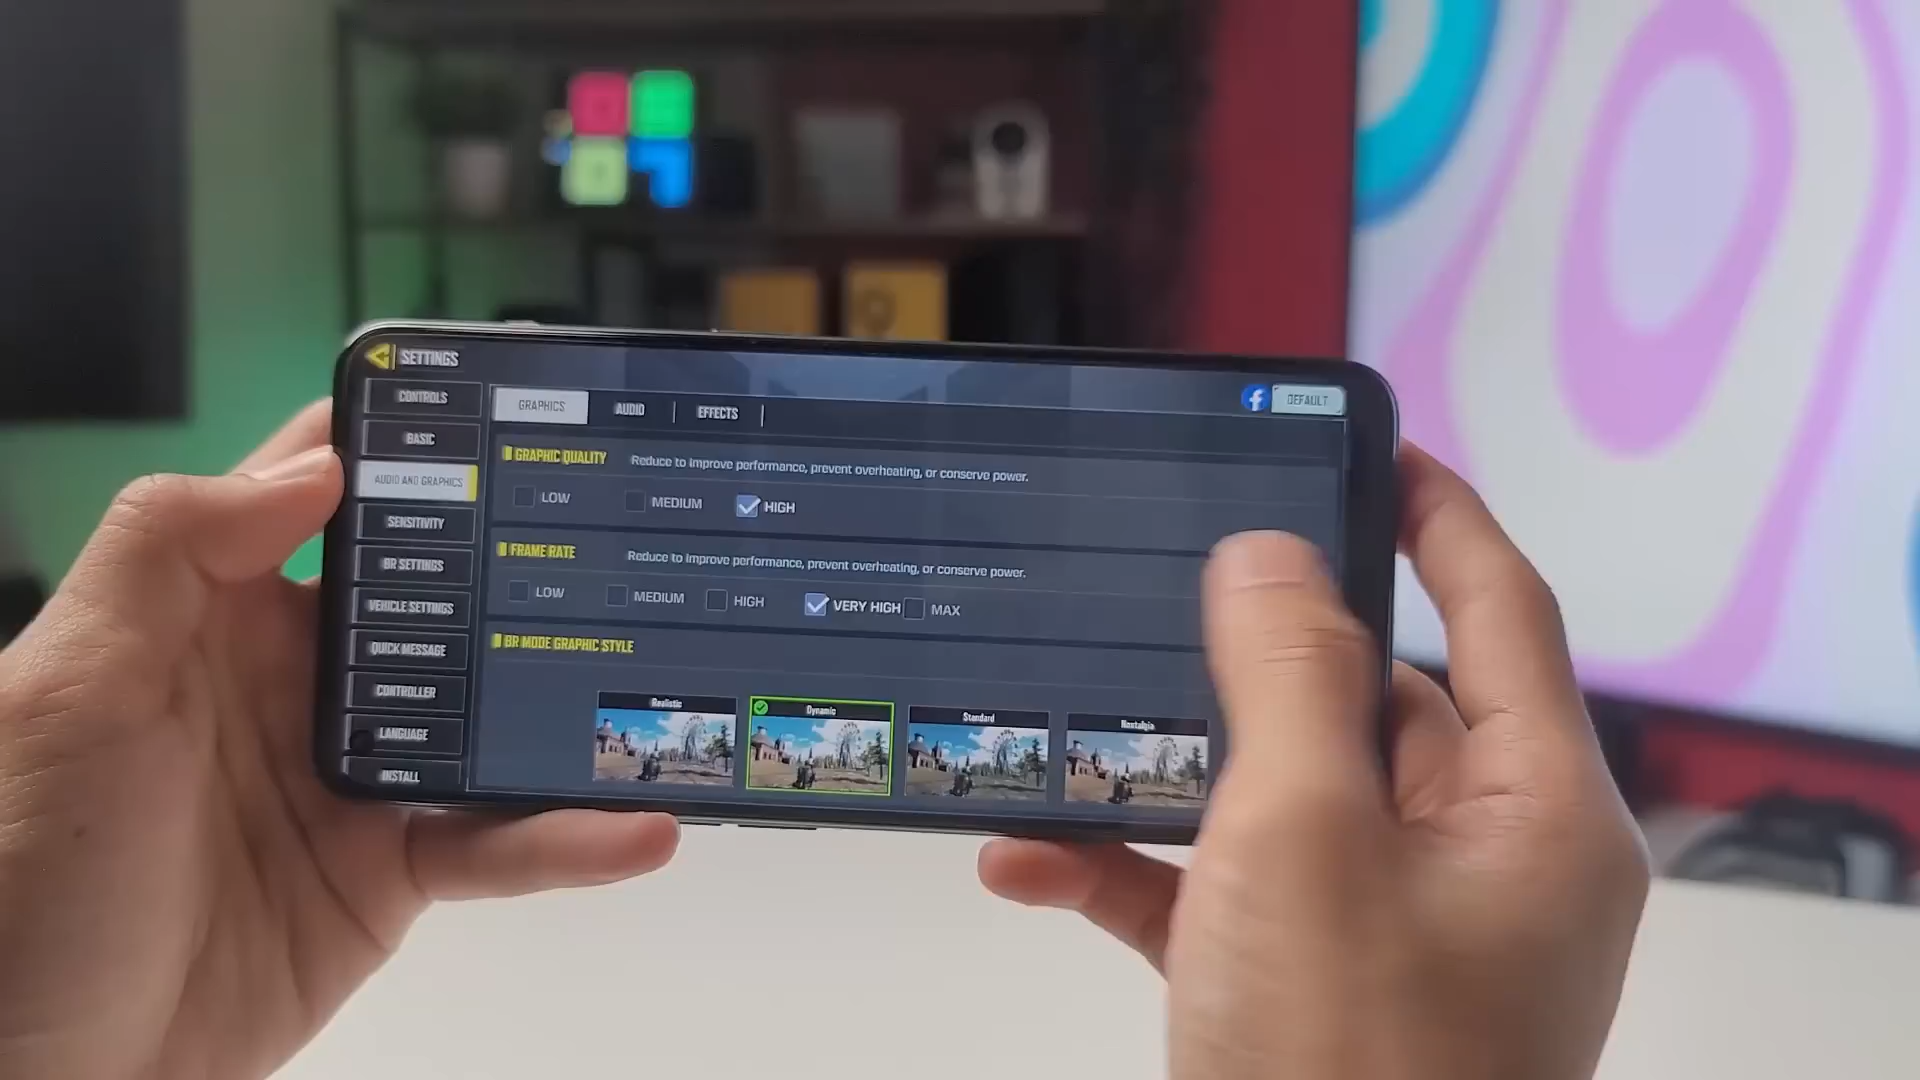 SETTINGS
CONTROLS
BASIC
AUDIO AND GRAPHICS
SENSITIVITY
BR SETTINGS
VEHICLE SETTINGS
QUICK MESSAGE
CONTROLLER
LANGUAGE
INSTALL
GRAPHICS
AUDIO
EFFECTS
f
DEFAULT
GRAPHIC QUALITY Reduce to improve performance, prevent overheating, or conserve power.
LOW MEDIUM HIGH
FRAME RATE Reduce to improve performance, prevent overheating, or conserve power.
LOW MEDIUM HIGH VERY HIGH MAX
BR MODE GRAPHIC STYLE
Realistic Dynamic Standard Nostalgia